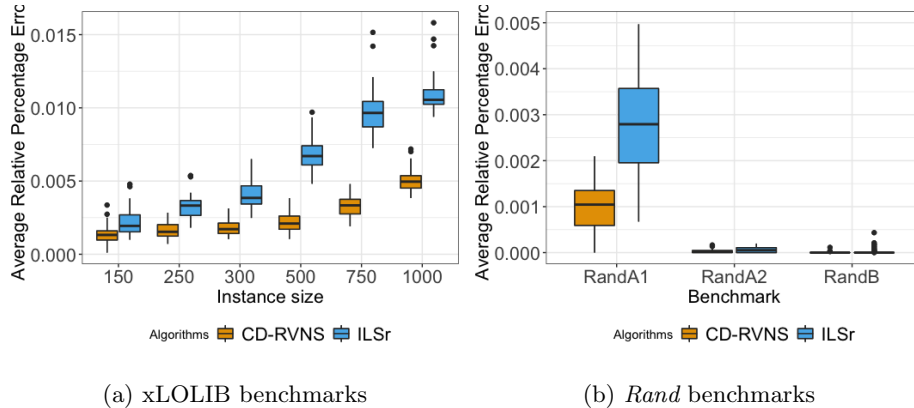 Average Relative Percentage Erro
0.015
0.010
0.005
0.000
150 250 300 500 750 1000
Instance size
Algorithms CD-RVNS ILSr
(a) xLOLIB benchmarks
Average Relative Percentage Erro
0.005
0.004
0.003
0.002
0.001
0.000
RandA1 RandA2 RandB
Benchmark
Algorithms CD-RVNS ILSr
(b) Rand benchmarks